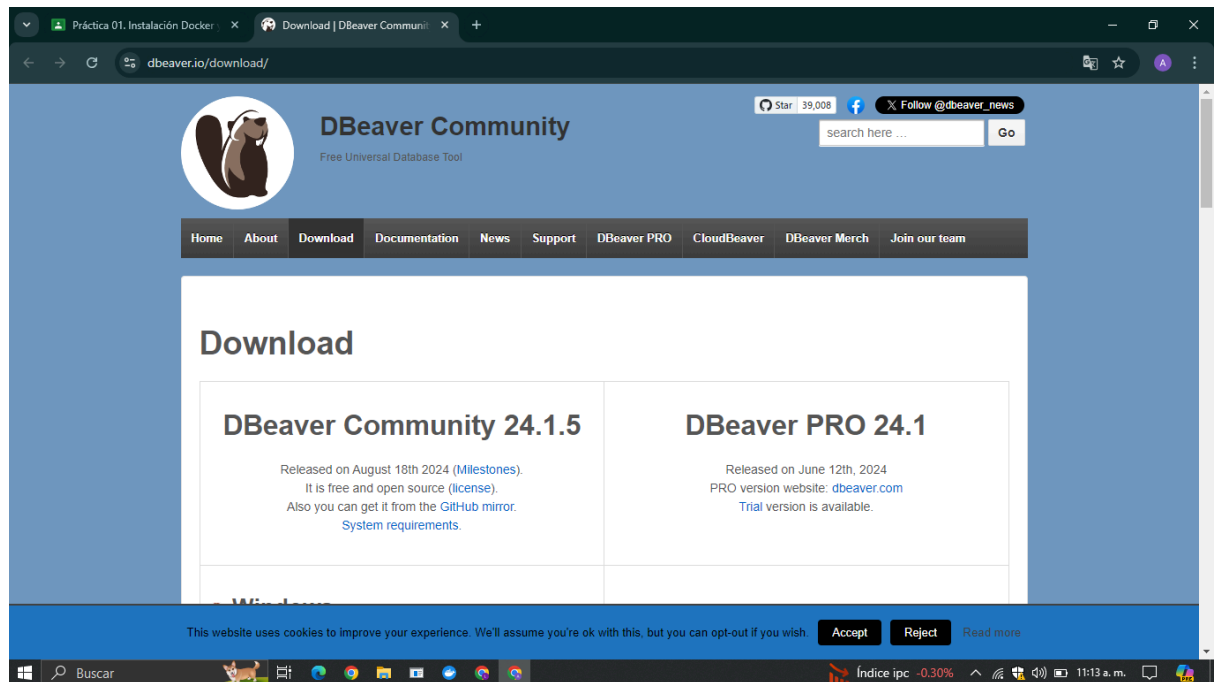 Práctica 01. Instalación Docker y
Download | DBeaver Communit
dbeaver.io/download/
A
DBeaver Community
Free Universal Database Tool
Star 39,008
Follow @dbeaver_news
search here ...
Go
Home About Download Documentation News Support DBeaver PRO CloudBeaver DBeaver Merch Join our team
Download
DBeaver Community 24.1.5
Released on August 18th 2024 (Milestones).
It is free and open source (license).
Also you can get it from the GitHub mirror.
System requirements.
DBeaver PRO 24.1
Released on June 12th, 2024
PRO version website: dbeaver.com
Trial version is available.
Windows
This website uses cookies to improve your experience. We'll assume you're ok with this, but you can opt-out if you wish.
Accept
Reject
Read more
Buscar
Índice ipc -0.30%
11:13 a. m.